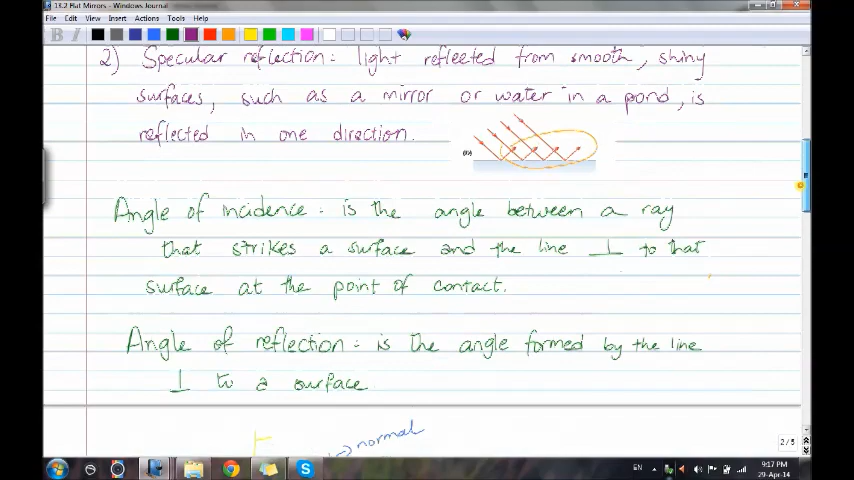 13.2 Flat Mirrors - Windows Journal
File Edit View Insert Actions Tools Help
B I
2) Specular reflection: light reflected from smooth, shiny
surfaces, such as a mirror or water in a pond, is
reflected in one direction.
Angle of incidence: is the angle between a ray
that strikes a surface and the line ⊥ to that
surface at the point of contact.
Angle of reflection: is the angle formed by the line
⊥ to a surface
normal
2/5
EN
9:17 PM
29-Apr-14